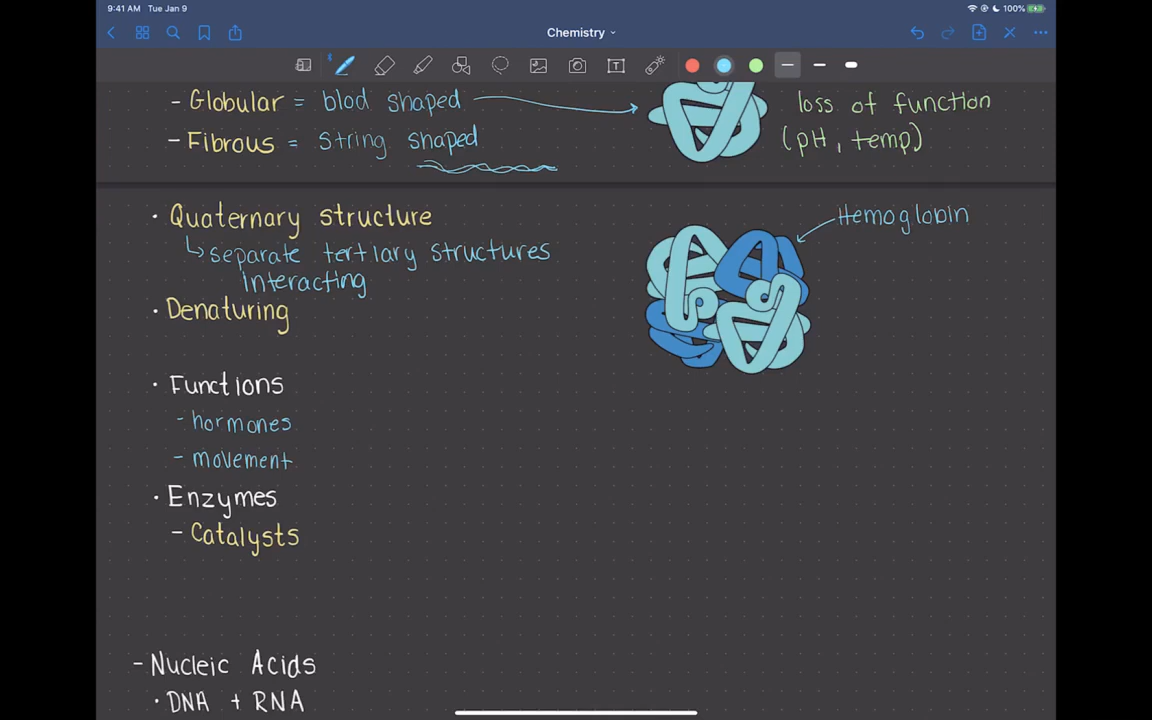 9:41 AM Tue Jan 9
100%
Chemistry
- Globular = blod shaped
loss of function
- Fibrous = string shaped
(pH, temp)
· Quaternary structure
Hemoglobin
↳ separate tertiary structures
interacting
· Denaturing
· Functions
- hormones
- movement
· Enzymes
- Catalysts
- Nucleic Acids
· DNA + RNA